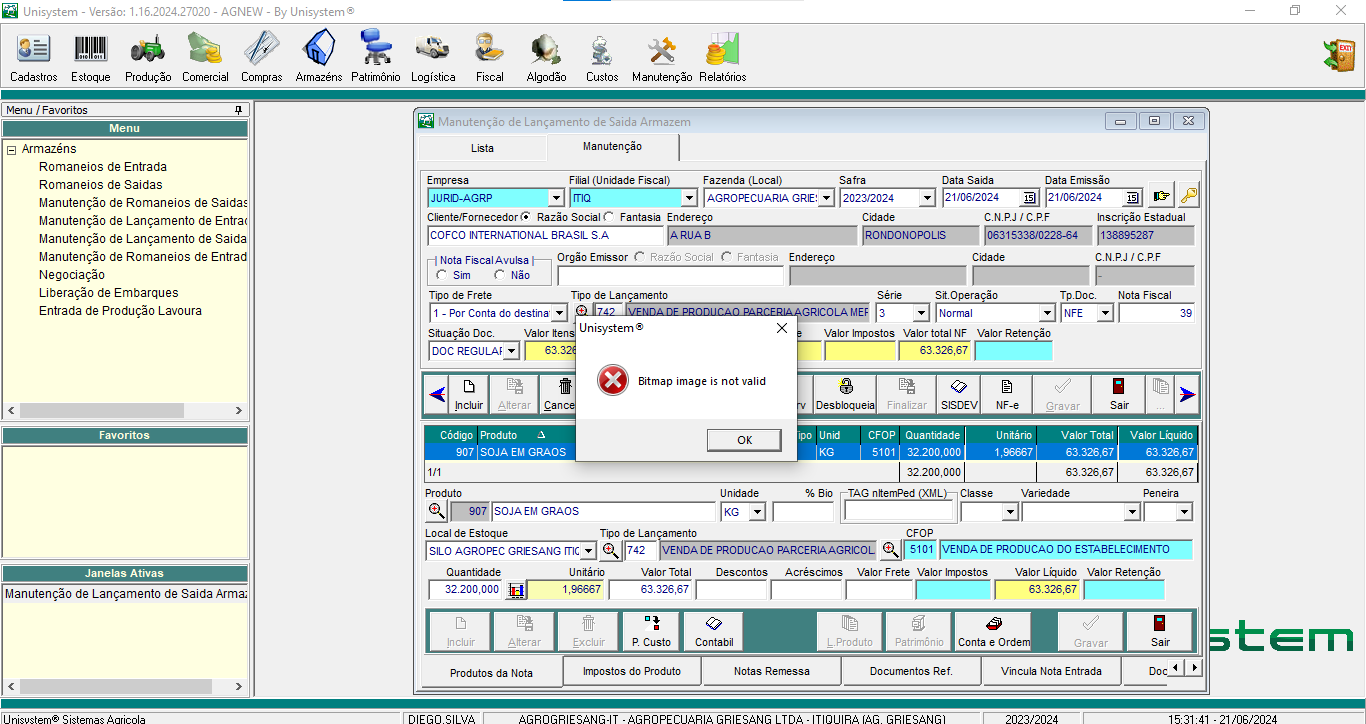 Unisystem - Versão: 1.16.2024.27020 - AGNEW - By Unisystem®
Cadastros Estoque Produção Comercial Compras Armazéns Patrimônio Logística Fiscal Algodão Custos Manutenção Relatórios
EXIT
Menu / Favoritos
Menu
Armazéns
Romaneios de Entrada
Romaneios de Saidas
Manutenção de Romaneios de Saidas
Manutenção de Lançamento de Entrac
Manutenção de Lançamento de Saida
Manutenção de Romaneios de Entrad
Negociação
Liberação de Embarques
Entrada de Produção Lavoura
Favoritos
Janelas Ativas
Manutenção de Lançamento de Saida Armaz
Manutenção de Lançamento de Saida Armazem
Lista Manutenção
Empresa Filial (Unidade Fiscal) Fazenda (Local) Safra Data Saida Data Emissão
JURID-AGRP ITIQ AGROPECUARIA GRIES 2023/2024 21/06/2024 15 21/06/2024 15
Cliente/Fornecedor Razão Social Fantasia Endereço Cidade C.N.P.J / C.P.F Inscrição Estadual
COFCO INTERNATIONAL BRASIL S.A A RUA B RONDONOPOLIS 06315338/0228-64 138895287
Nota Fiscal Avulsa Orgão Emissor Razão Social Fantasia Endereço Cidade C.N.P.J / C.P.F
Sim Não -
Tipo de Frete Tipo de Lançamento Série Sit.Operação Tp.Doc. Nota Fiscal
1 - Por Conta do destina 742 VENDA DE PRODUCAO PARCERIA AGRICOLA MER 3 Normal NFE 39
Situação Doc. Valor Itens e Valor Impostos Valor total NF Valor Retenção
DOC REGULAR 63.326 63.326,67
Unisystem®
Bitmap image is not valid
OK
Incluir Alterar Cance rv Desbloqueia Finalizar SISDEV NF-e Gravar Sair ...
Código Produto ipo Unid CFOP Quantidade Unitário Valor Total Valor Líquido
907 SOJA EM GRAOS KG 5101 32.200,000 1,96667 63.326,67 63.326,67
1/1 32.200,000 63.326,67 63.326,67
Produto Unidade % Bio TAG nItemPed (XML) Classe Variedade Peneira
907 SOJA EM GRAOS KG
Local de Estoque Tipo de Lançamento CFOP
SILO AGROPEC GRIESANG ITIQ 742 VENDA DE PRODUCAO PARCERIA AGRICOL 5101 VENDA DE PRODUCAO DO ESTABELECIMENTO
Quantidade Unitário Valor Total Descontos Acréscimos Valor Frete Valor Impostos Valor Líquido Valor Retenção
32.200,000 1,96667 63.326,67 63.326,67
Incluir Alterar Excluir P. Custo Contabil L.Produto Patrimônio Conta e Ordem Gravar Sair
Produtos da Nota Impostos do Produto Notas Remessa Documentos Ref. Vincula Nota Entrada Doc
stem
Unisystem® Sistemas Agricola DIEGO.SILVA AGROGRIESANG-IT - AGROPECUARIA GRIESANG LTDA - ITIQUIRA (AG. GRIESANG) 2023/2024 15:31:41 - 21/06/2024